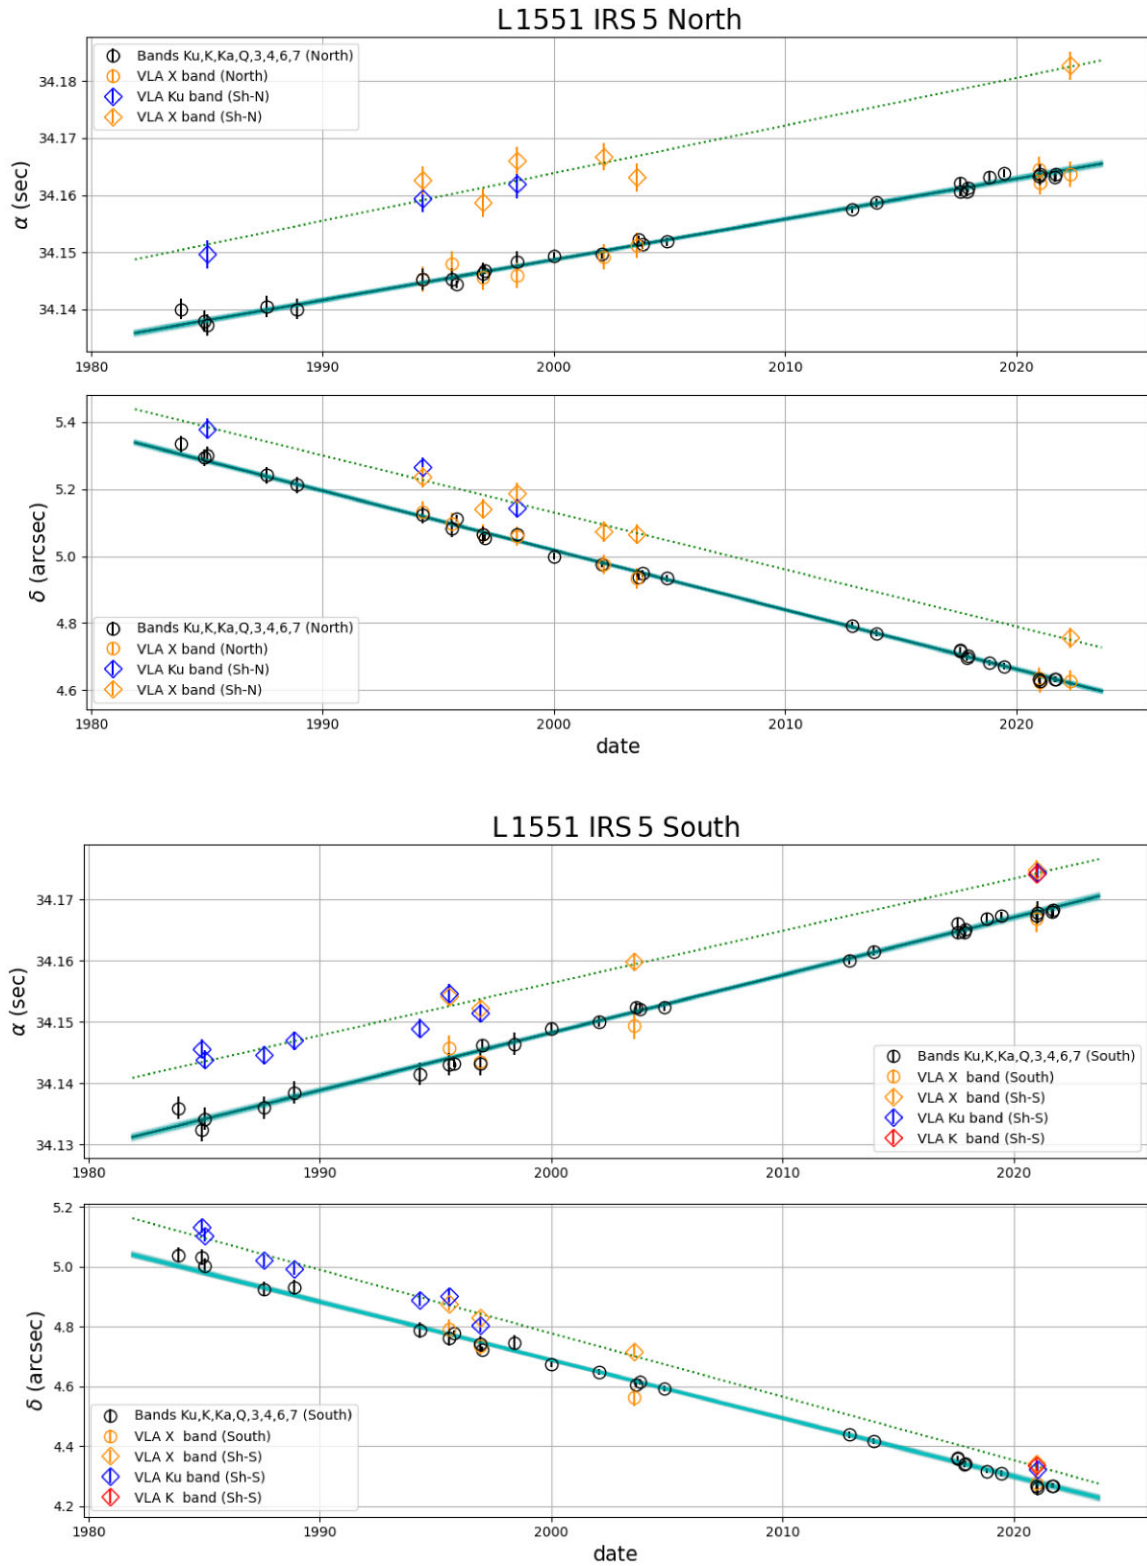 L1551 IRS 5 North
Bands Ku,K,Ka,Q,3,4,6,7 (North)
VLA X band (North)
VLA Ku band (Sh-N)
VLA X band (Sh-N)
34.18
34.17
34.16
34.15
34.14
α (sec)
1980 1990 2000 2010 2020
5.4
5.2
5.0
4.8
4.6
δ (arcsec)
Bands Ku,K,Ka,Q,3,4,6,7 (North)
VLA X band (North)
VLA Ku band (Sh-N)
VLA X band (Sh-N)
1980 1990 2000 2010 2020
date
L1551 IRS 5 South
34.17
34.16
34.15
34.14
34.13
α (sec)
Bands Ku,K,Ka,Q,3,4,6,7 (South)
VLA X band (South)
VLA X band (Sh-S)
VLA Ku band (Sh-S)
VLA K band (Sh-S)
1980 1990 2000 2010 2020
5.2
5.0
4.8
4.6
4.4
4.2
δ (arcsec)
Bands Ku,K,Ka,Q,3,4,6,7 (South)
VLA X band (South)
VLA X band (Sh-S)
VLA Ku band (Sh-S)
VLA K band (Sh-S)
1980 1990 2000 2010 2020
date